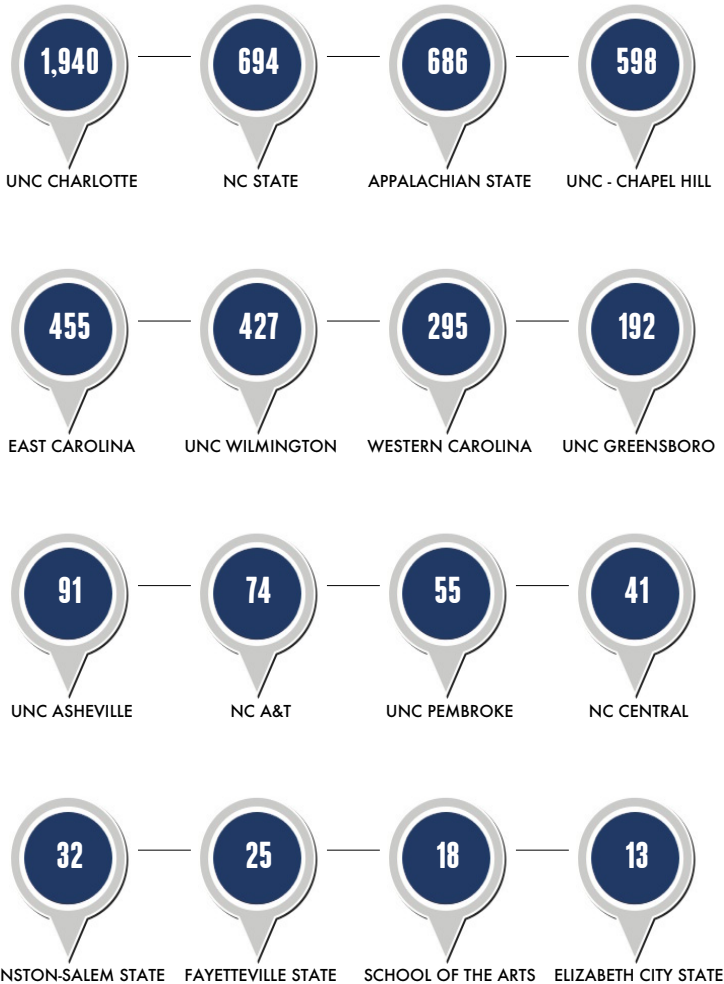 1,940 694 686 598
UNC CHARLOTTE NC STATE APPALACHIAN STATE UNC - CHAPEL HILL
455 427 295 192
EAST CAROLINA UNC WILMINGTON WESTERN CAROLINA UNC GREENSBORO
91 74 55 41
UNC ASHEVILLE NC A&T UNC PEMBROKE NC CENTRAL
32 25 18 13
NSTON-SALEM STATE FAYETTEVILLE STATE SCHOOL OF THE ARTS ELIZABETH CITY STATE